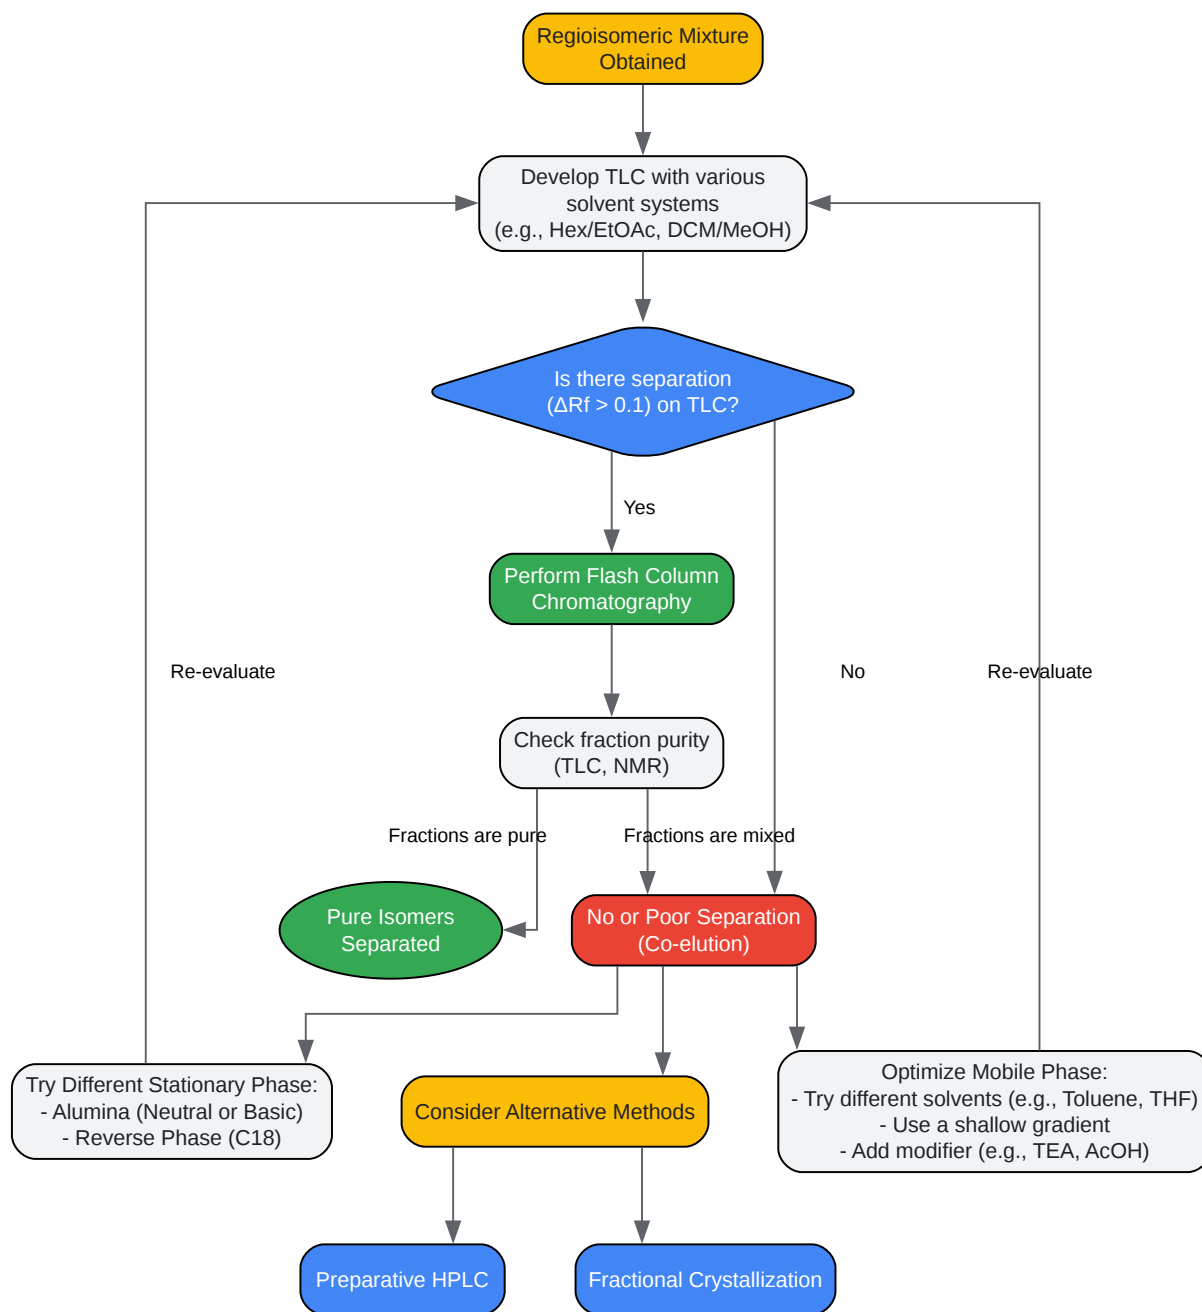 Regioisomeric Mixture
Obtained
Develop TLC with various
solvent systems
(e.g., Hex/EtOAc, DCM/MeOH)
Is there separation
(ΔRf > 0.1) on TLC?
Yes
Perform Flash Column
Chromatography
Re-evaluate
No
Re-evaluate
Check fraction purity
(TLC, NMR)
Fractions are pure
Fractions are mixed
Pure Isomers
Separated
No or Poor Separation
(Co-elution)
Try Different Stationary Phase:
- Alumina (Neutral or Basic)
- Reverse Phase (C18)
Consider Alternative Methods
Optimize Mobile Phase:
- Try different solvents (e.g., Toluene, THF)
- Use a shallow gradient
- Add modifier (e.g., TEA, AcOH)
Preparative HPLC
Fractional Crystallization